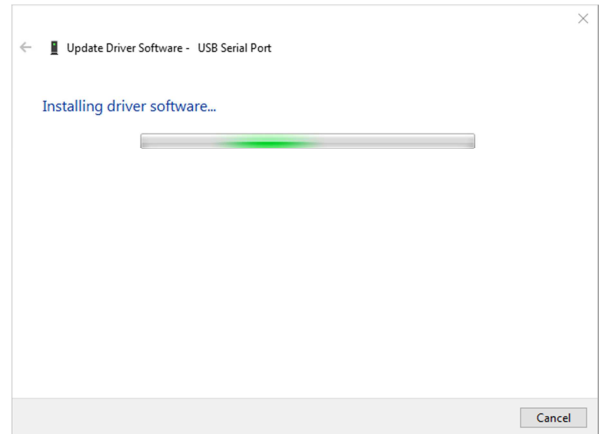 Update Driver Software - USB Serial Port
Installing driver software...
Cancel